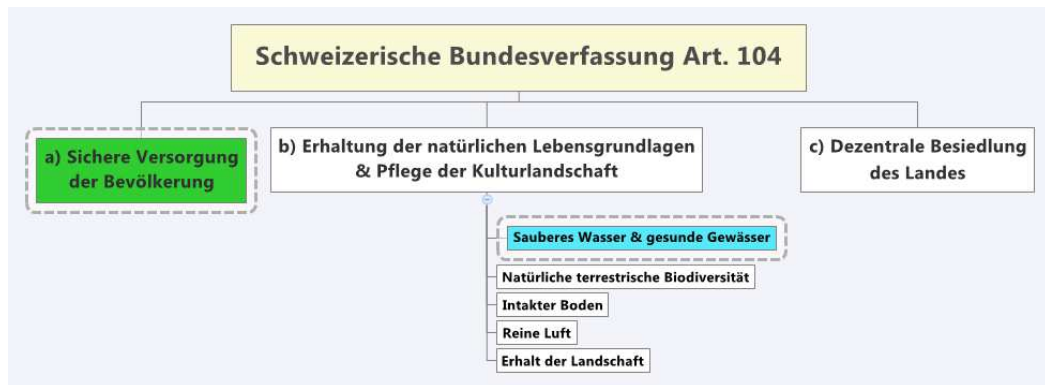 Schweizerische Bundesverfassung Art. 104
a) Sichere Versorgung
der Bevölkerung
b) Erhaltung der natürlichen Lebensgrundlagen
& Pflege der Kulturlandschaft
c) Dezentrale Besiedlung
des Landes
Sauberes Wasser & gesunde Gewässer
Natürliche terrestrische Biodiversität
Intakter Boden
Reine Luft
Erhalt der Landschaft